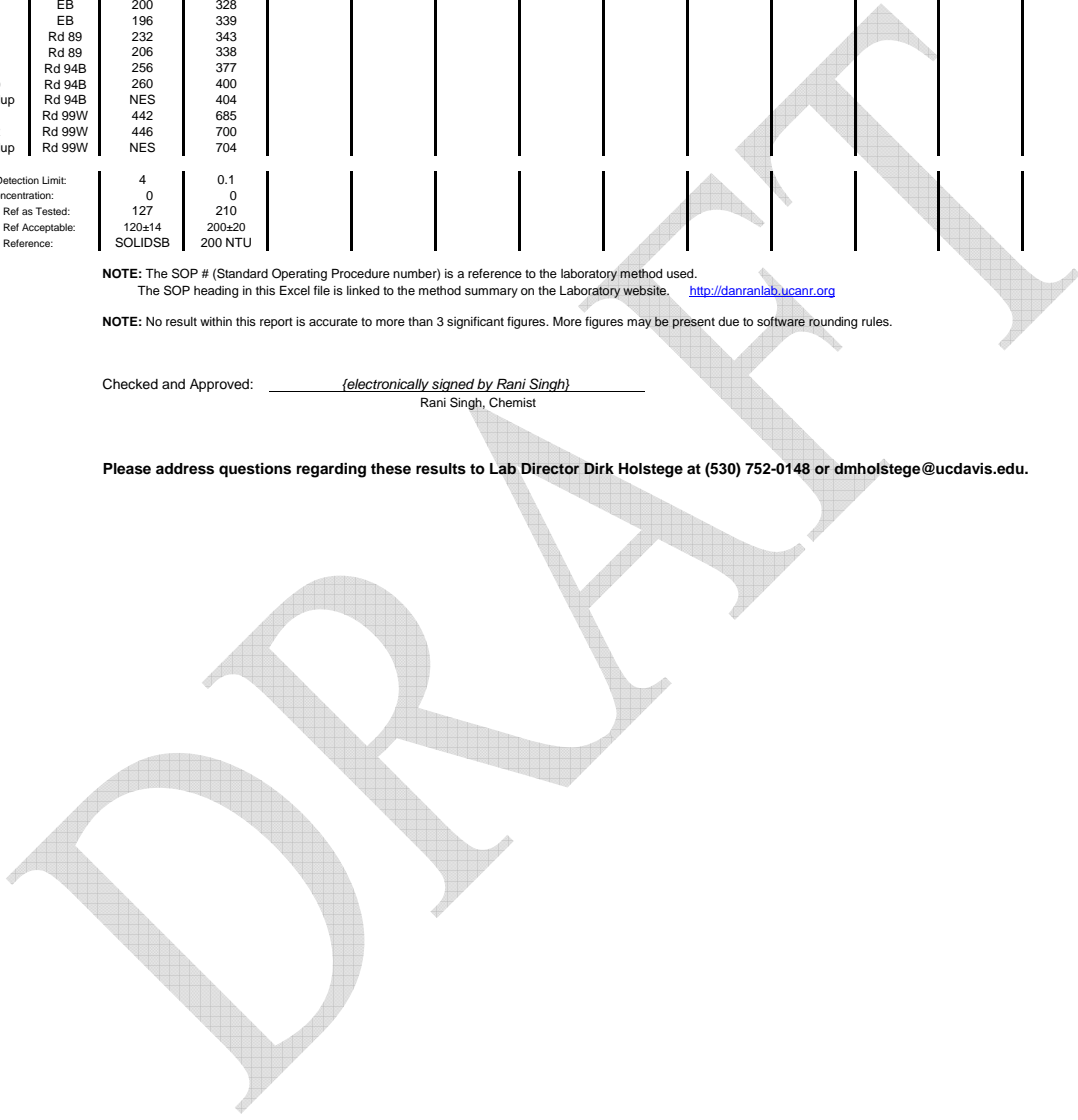 EB 200 328
EB 196 339
Rd 89 232 343
Rd 89 206 338
Rd 94B 256 377
Rd 94B 260 400
up Rd 94B NES 404
Rd 99W 442 685
Rd 99W 446 700
up Rd 99W NES 704
Detection Limit: 4 0.1
ncentration: 0 0
Ref as Tested: 127 210
Ref Acceptable: 120±14 200±20
Reference: SOLIDSB 200 NTU
NOTE: The SOP # (Standard Operating Procedure number) is a reference to the laboratory method used.
The SOP heading in this Excel file is linked to the method summary on the Laboratory website. http://danranlab.ucanr.org
NOTE: No result within this report is accurate to more than 3 significant figures. More figures may be present due to software rounding rules.
Checked and Approved: {electronically signed by Rani Singh}
Rani Singh, Chemist
Please address questions regarding these results to Lab Director Dirk Holstege at (530) 752-0148 or dmholstege@ucdavis.edu.
DRAFT